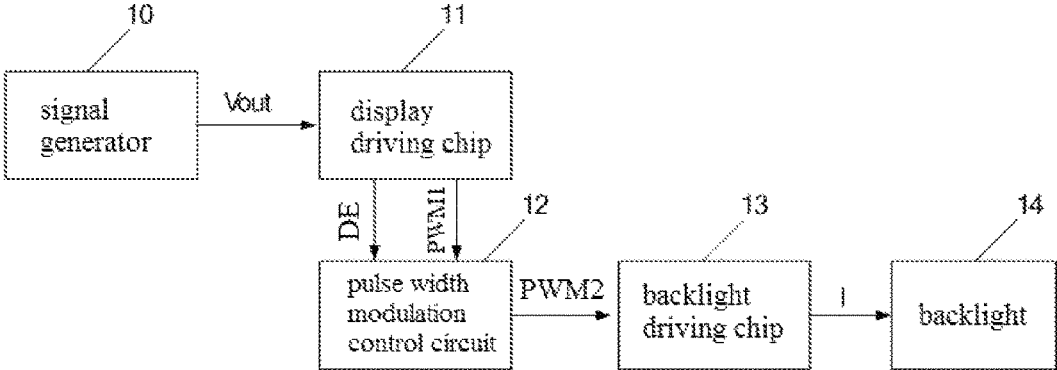 10
11
signal
generator
Vout
display
driving chip
DE
PWM1
12
13
14
pulse width
modulation
control circuit
PWM2
backlight
driving chip
I
backlight